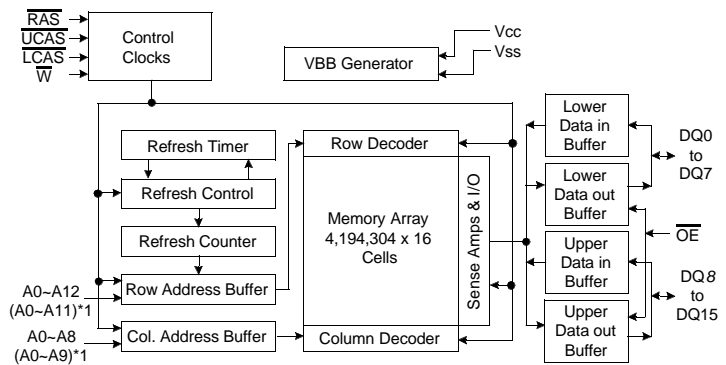 RAS
UCAS
LCAS
W
Control
Clocks
VBB Generator
Vcc
Vss
Refresh Timer
Refresh Control
Refresh Counter
Row Address Buffer
Col. Address Buffer
A0~A12
(A0~A11)*1
A0~A8
(A0~A9)*1
Row Decoder
Memory Array
4,194,304 x 16
Cells
Column Decoder
Sense Amps & I/O
Lower
Data in
Buffer
Lower
Data out
Buffer
Upper
Data in
Buffer
Upper
Data out
Buffer
DQ0
to
DQ7
OE
DQ8
to
DQ15